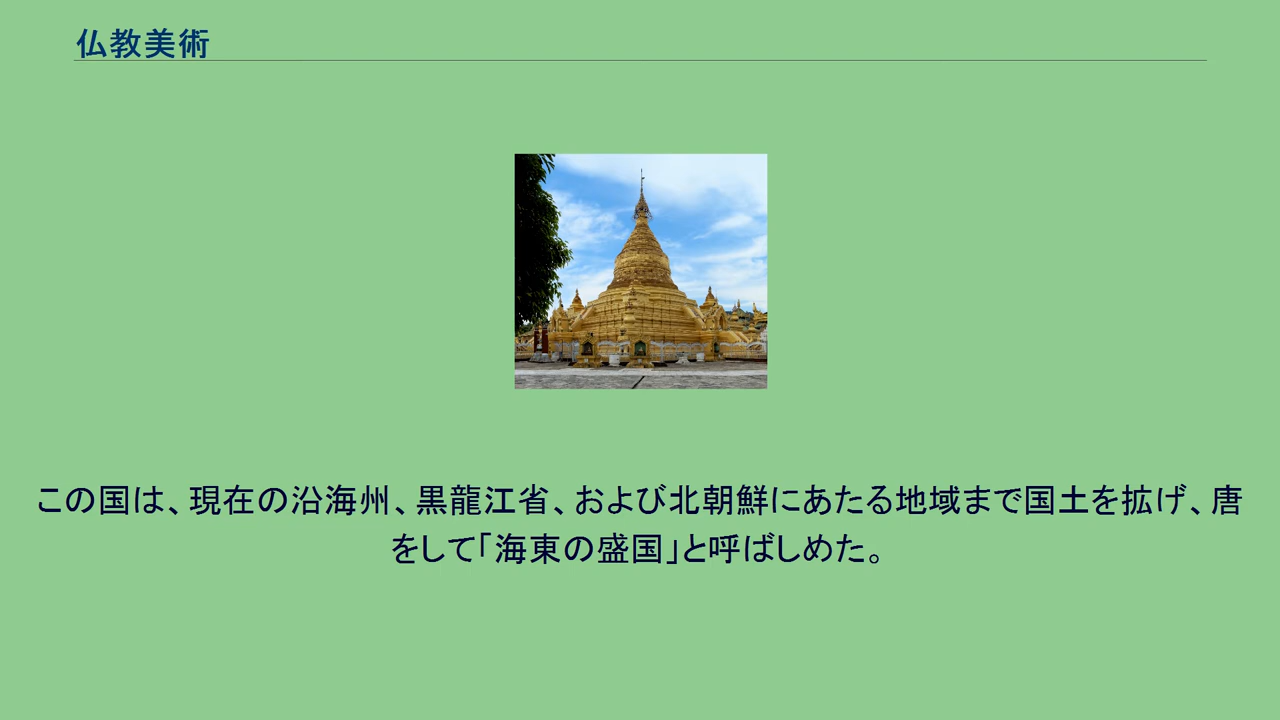 仏教美術
この国は、現在の沿海州、黒龍江省、および北朝鮮にあたる地域まで国土を拡げ、唐
をして「海東の盛国」と呼ばしめた。